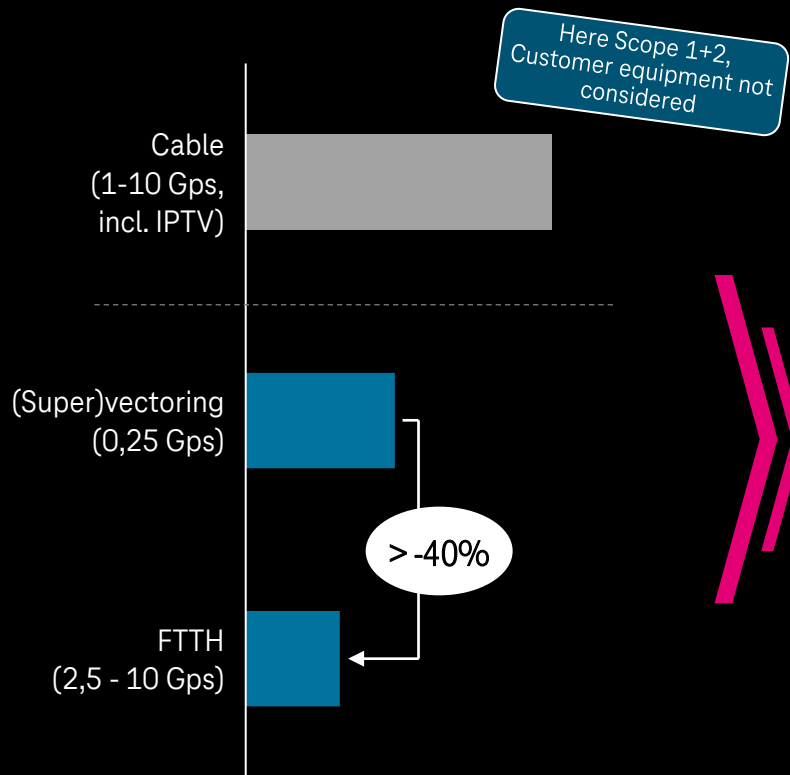 Here Scope 1+2,
Customer equipment not
considered
Cable
(1-10 Gps,
incl. IPTV)
(Super)vectoring
(0,25 Gps)
> -40%
FTTH
(2,5 - 10 Gps)